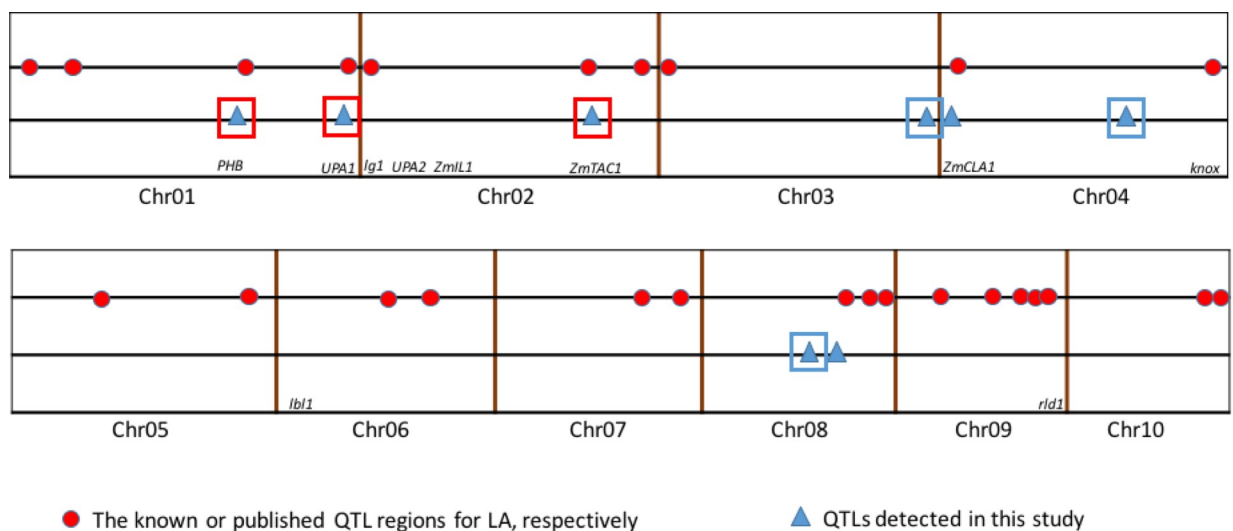 PHB UPA1 lg1 UPA2 ZmIL1 ZmTAC1 ZmCLA1 knox
Chr01 Chr02 Chr03 Chr04
lbl1 rld1
Chr05 Chr06 Chr07 Chr08 Chr09 Chr10
The known or published QTL regions for LA, respectively QTLs detected in this study